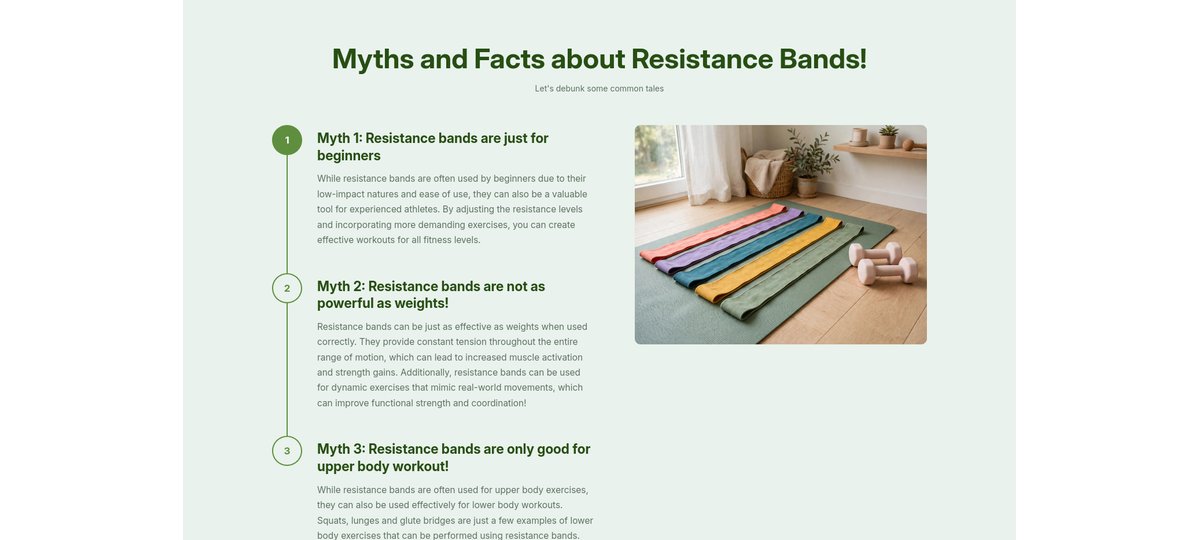 Myths and Facts about Resistance Bands!
Let's debunk some common tales
1
Myth 1: Resistance bands are just for
beginners
While resistance bands are often used by beginners due to their
low-impact natures and ease of use, they can also be a valuable
tool for experienced athletes. By adjusting the resistance levels
and incorporating more demanding exercises, you can create
effective workouts for all fitness levels.
2
Myth 2: Resistance bands are not as
powerful as weights!
Resistance bands can be just as effective as weights when used
correctly. They provide constant tension throughout the entire
range of motion, which can lead to increased muscle activation
and strength gains. Additionally, resistance bands can be used
for dynamic exercises that mimic real-world movements, which
can improve functional strength and coordination!
3
Myth 3: Resistance bands are only good for
upper body workout!
While resistance bands are often used for upper body exercises,
they can also be used effectively for lower body workouts.
Squats, lunges and glute bridges are just a few examples of lower
body exercises that can be performed using resistance bands.